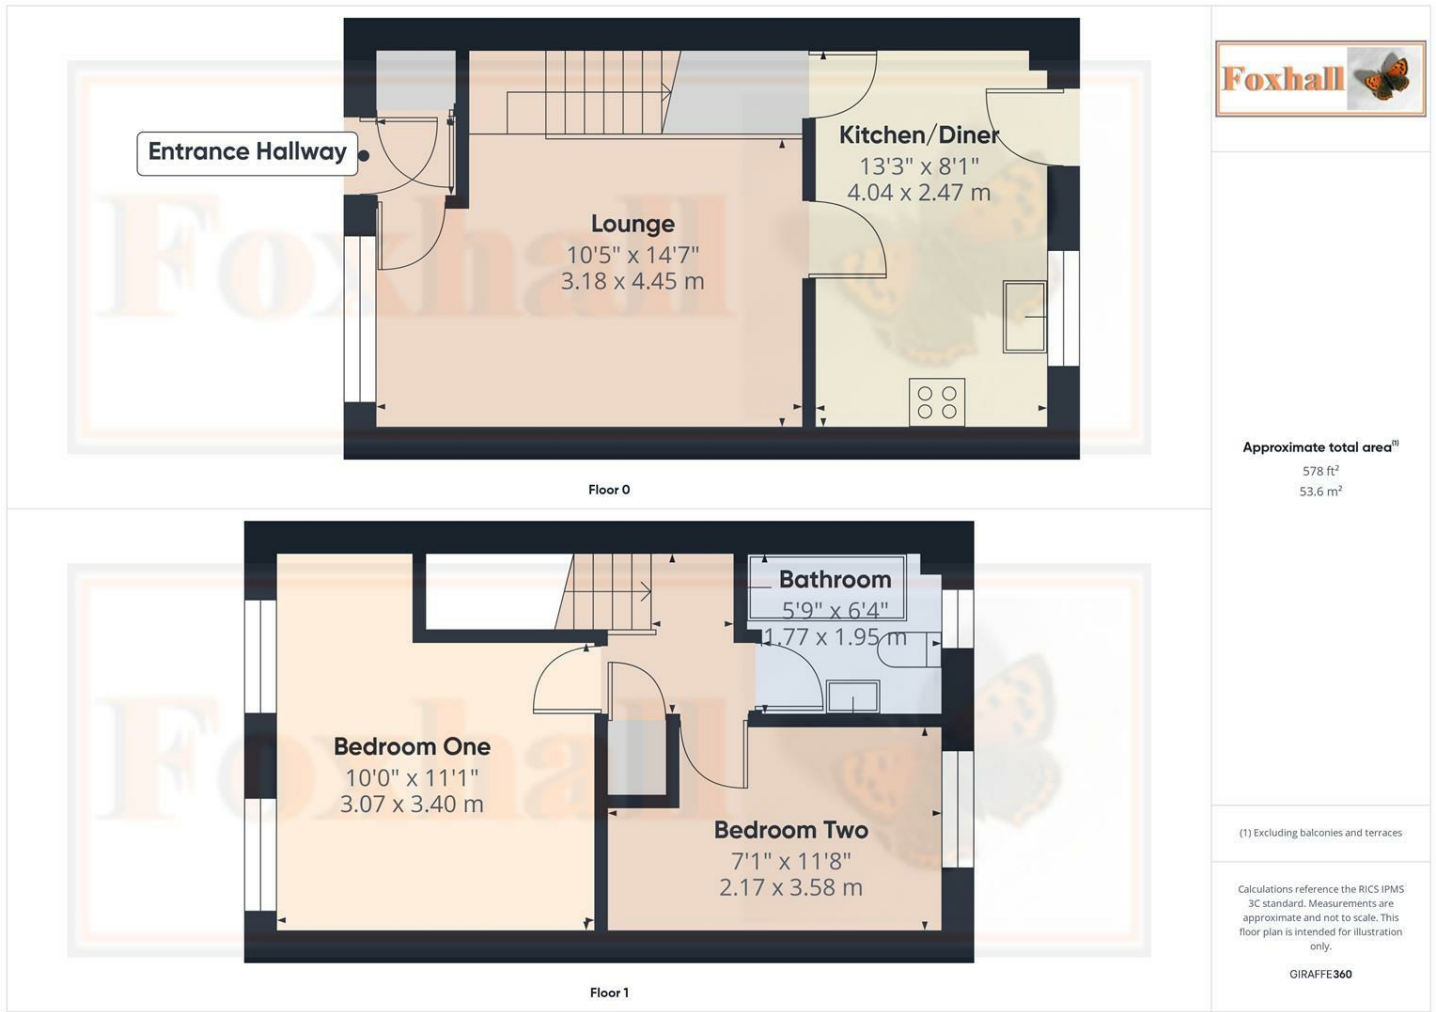 Entrance Hallway
Lounge
10'5" x 14'7"
3.18 x 4.45 m
Kitchen/Diner
13'3" x 8'1"
4.04 x 2.47 m
Foxhall
Floor 0
Bathroom
5'9" x 6'4"
1.77 x 1.95 m
Bedroom One
10'0" x 11'1"
3.07 x 3.40 m
Bedroom Two
7'1" x 11'8"
2.17 x 3.58 m
Foxhall
Floor 1
Foxhall
Approximate total area⁽¹⁾
578 ft²
53.6 m²
(1) Excluding balconies and terraces
Calculations reference the RICS IPMS
3C standard. Measurements are
approximate and not to scale. This
floor plan is intended for illustration
only.
GIRAFFE360